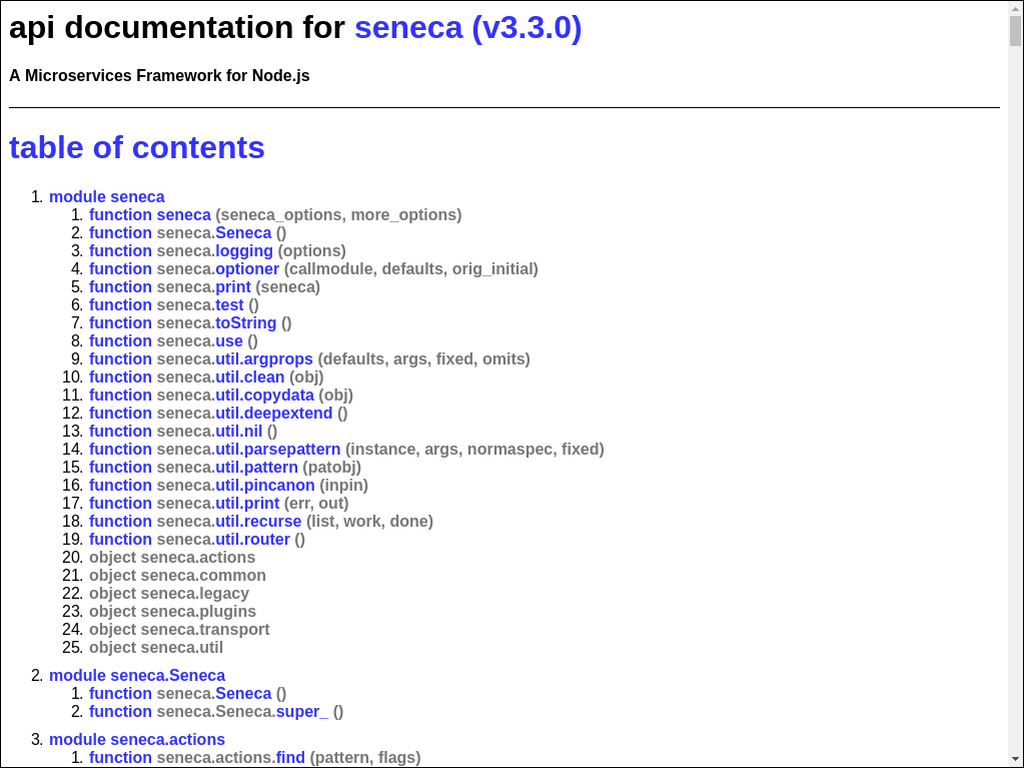 api documentation for seneca (v3.3.0)
A Microservices Framework for Node.js
table of contents
1. module seneca
1. function seneca (seneca_options, more_options)
2. function seneca.Seneca ()
3. function seneca.logging (options)
4. function seneca.optioner (callmodule, defaults, orig_initial)
5. function seneca.print (seneca)
6. function seneca.test ()
7. function seneca.toString ()
8. function seneca.use ()
9. function seneca.util.argprops (defaults, args, fixed, omits)
10. function seneca.util.clean (obj)
11. function seneca.util.copydata (obj)
12. function seneca.util.deepextend ()
13. function seneca.util.nil ()
14. function seneca.util.parsepattern (instance, args, normaspec, fixed)
15. function seneca.util.pattern (patobj)
16. function seneca.util.pincanon (inpin)
17. function seneca.util.print (err, out)
18. function seneca.util.recurse (list, work, done)
19. function seneca.util.router ()
20. object seneca.actions
21. object seneca.common
22. object seneca.legacy
23. object seneca.plugins
24. object seneca.transport
25. object seneca.util
2. module seneca.Seneca
1. function seneca.Seneca ()
2. function seneca.Seneca.super_ ()
3. module seneca.actions
1. function seneca.actions.find (pattern, flags)